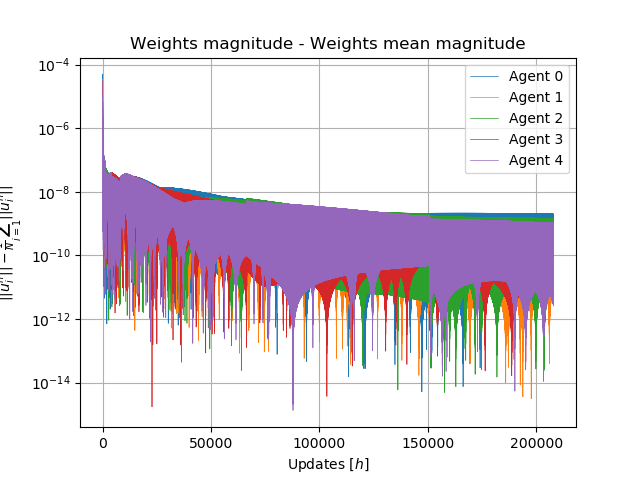 Weights magnitude - Weights mean magnitude
10⁻⁴
10⁻⁶
10⁻⁸
10⁻¹⁰
10⁻¹²
10⁻¹⁴
0
50000
100000
150000
200000
Updates [h]
Agent 0
Agent 1
Agent 2
Agent 3
Agent 4